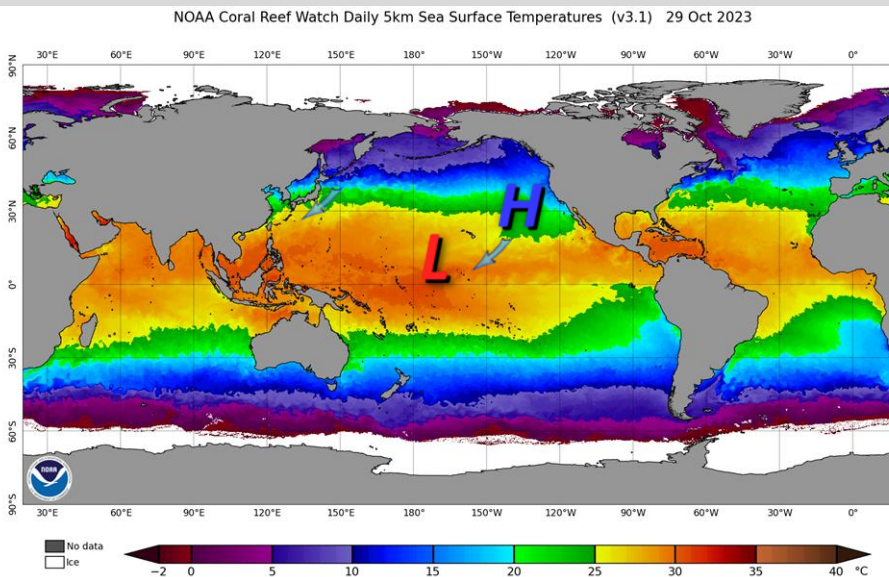 NOAA Coral Reef Watch Daily 5km Sea Surface Temperatures (v3.1) 29 Oct 2023
30°E 60°E 90°E 120°E 150°E 180° 150°W 120°W 90°W 60°W 30°W 0°
90°N
60°N
H
30°N
L
0°
30°S
60°S
NOAA
90°S
30°E 60°E 90°E 120°E 150°E 180° 150°W 120°W 90°W 60°W 30°W 0°
No data
Ice
−2 0 5 10 15 20 25 30 35 40 °C